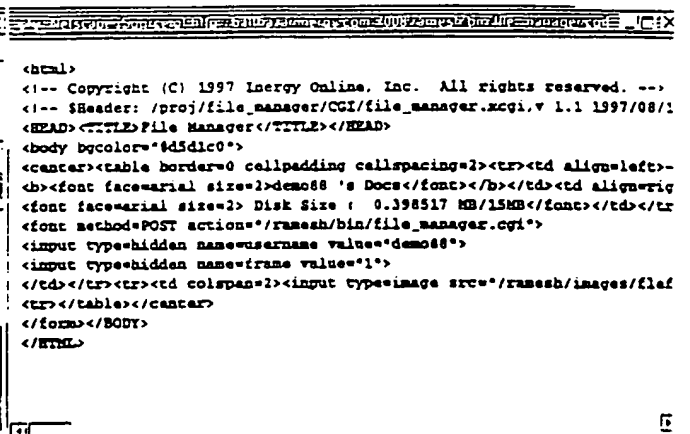 <html>
<!-- Copyright (C) 1997 Inergy Online, Inc. All rights reserved. -->
<!-- $Header: /proj/file_manager/CGI/file_manager.xcgi,v 1.1 1997/08/1
<HEAD><TITLE>File Manager</TITLE></HEAD>
<body bgcolor="#d5d1c0">
<center><table border=0 cellpadding cellspacing=2><tr><td align=left>-
<b><font face=arial size=2>demo88 's Docs</font></b></td><td align=rig
<font face=arial size=2> Disk Size : 0.398517 MB/15MB</font></td></tr
<font method=POST action="/ramesh/bin/file_manager.cgi">
<input type=hidden name=username value="demo88">
<input type=hidden name=frame value="1">
</td></tr><tr><td colspan=2><input type=image src="/ramesh/images/flaf
<tr></table></center>
</form></BODY>
</HTML>